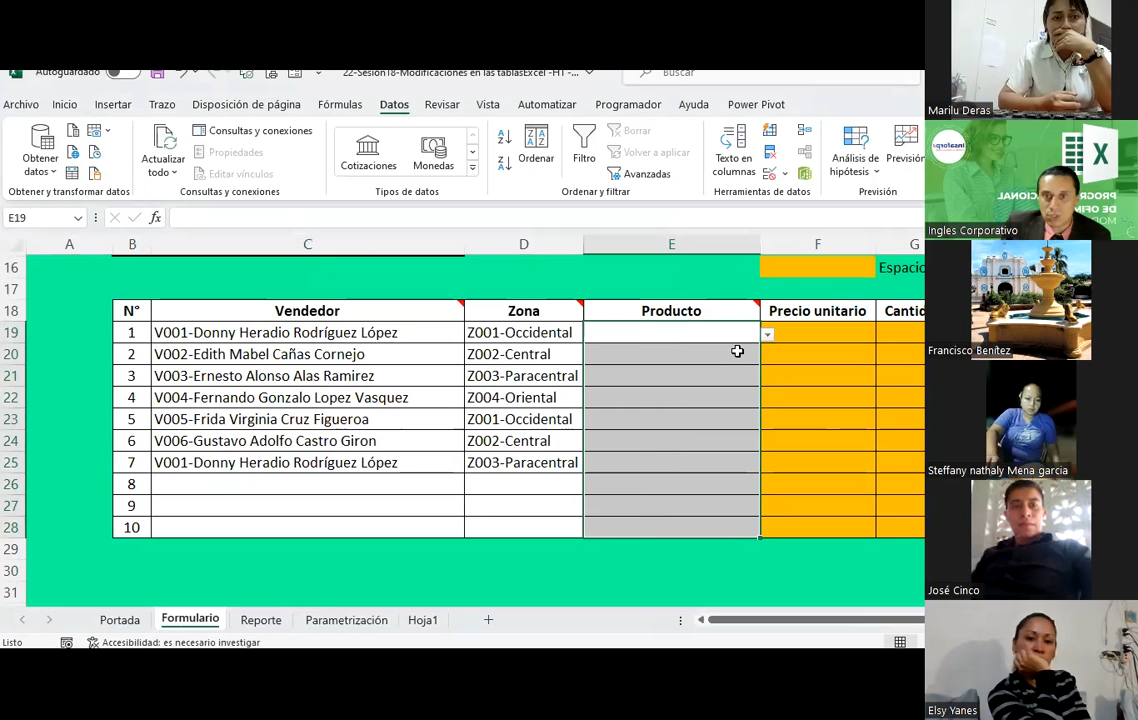 Autoguardado
22-Sesion18-Modificaciones en las tablasExcel -HT -...
Buscar
Archivo Inicio Insertar Trazo Disposición de página Fórmulas Datos Revisar Vista Automatizar Programador Ayuda Power Pivot
Obtener datos
Actualizar todo
Consultas y conexiones
Propiedades
Editar vínculos
Cotizaciones Monedas
Ordenar
Filtro
Borrar
Volver a aplicar
Avanzadas
Texto en columnas
Análisis de hipótesis
Previsión
Obtener y transformar datos Consultas y conexiones Tipos de datos Ordenar y filtrar Herramientas de datos Previsión
E19 fx
A B C D E F G
16 Espacio
17
18 N° Vendedor Zona Producto Precio unitario Cantid
19 1 V001-Donny Heradio Rodríguez López Z001-Occidental
20 2 V002-Edith Mabel Cañas Cornejo Z002-Central
21 3 V003-Ernesto Alonso Alas Ramirez Z003-Paracentral
22 4 V004-Fernando Gonzalo Lopez Vasquez Z004-Oriental
23 5 V005-Frida Virginia Cruz Figueroa Z001-Occidental
24 6 V006-Gustavo Adolfo Castro Giron Z002-Central
25 7 V001-Donny Heradio Rodríguez López Z003-Paracentral
26 8
27 9
28 10
29
30
31
Portada Formulario Reporte Parametrización Hoja1
Listo Accesibilidad: es necesario investigar
Marilu Deras
Ingles Corporativo
Francisco Benítez
Steffany nathaly Mena garcia
José Cinco
Elsy Yanes